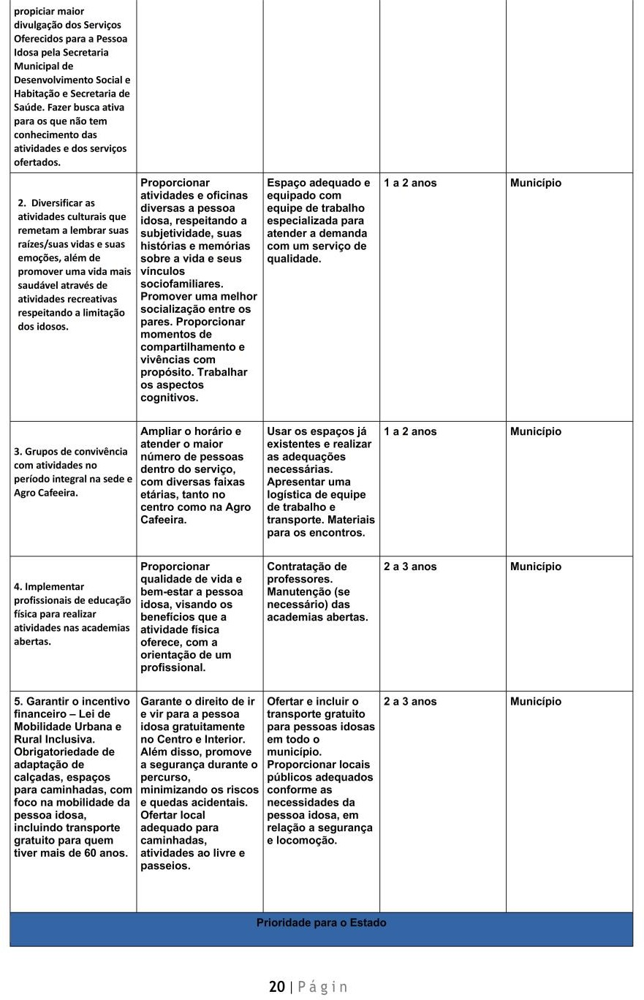 propiciar maior
divulgação dos Serviços
Oferecidos para a Pessoa
Idosa pela Secretaria
Municipal de
Desenvolvimento Social e
Habitação e Secretaria de
Saúde. Fazer busca ativa
para os que não tem
conhecimento das
atividades e dos serviços
ofertados.
2. Diversificar as
atividades culturais que
remetam a lembrar suas
raízes/suas vidas e suas
emoções, além de
promover uma vida mais
saudável através de
atividades recreativas
respeitando a limitação
dos idosos.
Proporcionar
atividades e oficinas
diversas a pessoa
idosa, respeitando a
subjetividade, suas
histórias e memórias
sobre a vida e seus
vínculos
sociofamiliares.
Promover uma melhor
socialização entre os
pares. Proporcionar
momentos de
compartilhamento e
vivências com
propósito. Trabalhar
os aspectos
cognitivos.
Espaço adequado e
equipado com
equipe de trabalho
especializada para
atender a demanda
com um serviço de
qualidade.
1 a 2 anos
Município
3. Grupos de convivência
com atividades no
período integral na sede e
Agro Cafeeira.
Ampliar o horário e
atender o maior
número de pessoas
dentro do serviço,
com diversas faixas
etárias, tanto no
centro como na Agro
Cafeeira.
Usar os espaços já
existentes e realizar
as adequações
necessárias.
Apresentar uma
logística de equipe
de trabalho e
transporte. Materiais
para os encontros.
1 a 2 anos
Município
4. Implementar
profissionais de educação
física para realizar
atividades nas academias
abertas.
Proporcionar
qualidade de vida e
bem-estar a pessoa
idosa, visando os
benefícios que a
atividade física
oferece, com a
orientação de um
profissional.
Contratação de
professores.
Manutenção (se
necessário) das
academias abertas.
2 a 3 anos
Município
5. Garantir o incentivo
financeiro – Lei de
Mobilidade Urbana e
Rural Inclusiva.
Obrigatoriedade de
adaptação de
calçadas, espaços
para caminhadas, com
foco na mobilidade da
pessoa idosa,
incluindo transporte
gratuito para quem
tiver mais de 60 anos.
Garante o direito de ir
e vir para a pessoa
idosa gratuitamente
no Centro e Interior.
Além disso, promove
a segurança durante o
percurso,
minimizando os riscos
e quedas acidentais.
Ofertar local
adequado para
caminhadas,
atividades ao livre e
passeios.
Ofertar e incluir o
transporte gratuito
para pessoas idosas
em todo o
município.
Proporcionar locais
públicos adequados
conforme as
necessidades da
pessoa idosa, em
relação a segurança
e locomoção.
2 a 3 anos
Município
Prioridade para o Estado
20 | Págin